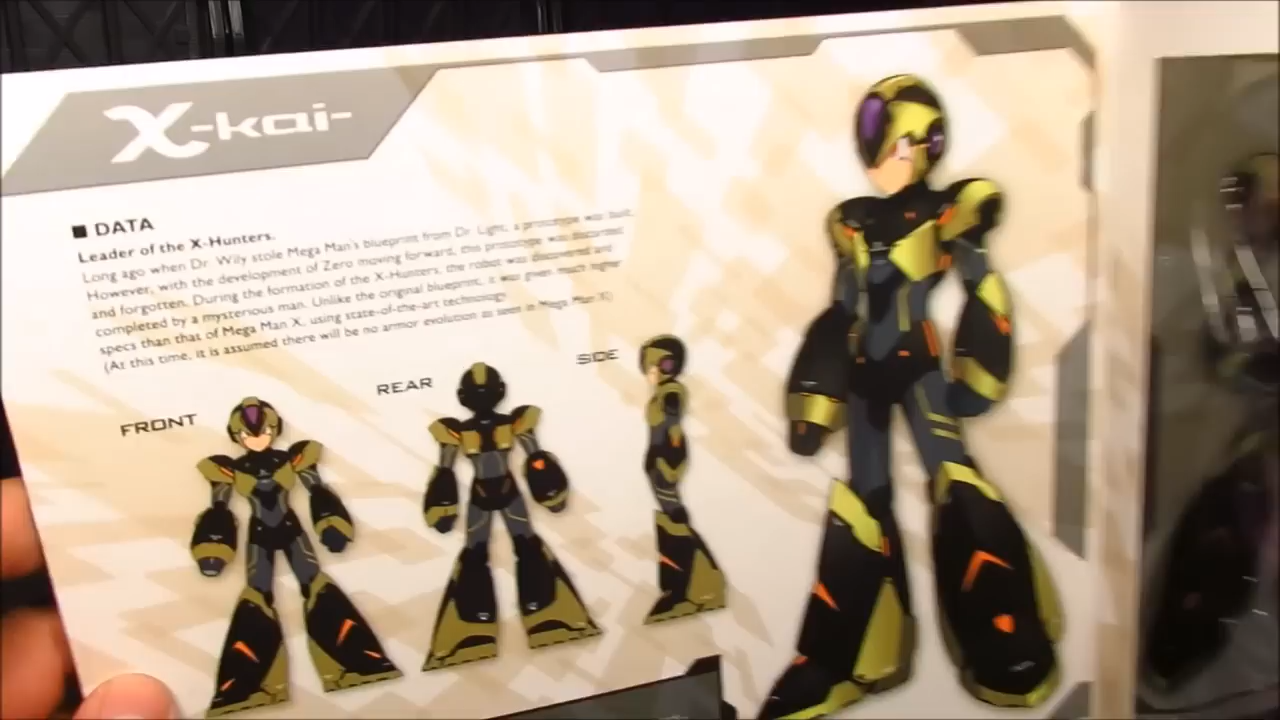 X-kai-
■ DATA
Leader of the X-Hunters.
Long ago when Dr. Wily stole Mega Man's blueprint from Dr. Light, a prototype was built.
However, with the development of Zero moving forward, this prototype was discarded
and forgotten. During the formation of the X-Hunters, the robot was discovered and
completed by a mysterious man. Unlike the original blueprint, it was given much higher
specs than that of Mega Man X, using state-of-the-art technology.
(At this time, it is assumed there will be no armor evolution as seen in Mega Man X)
FRONT
REAR
SIDE